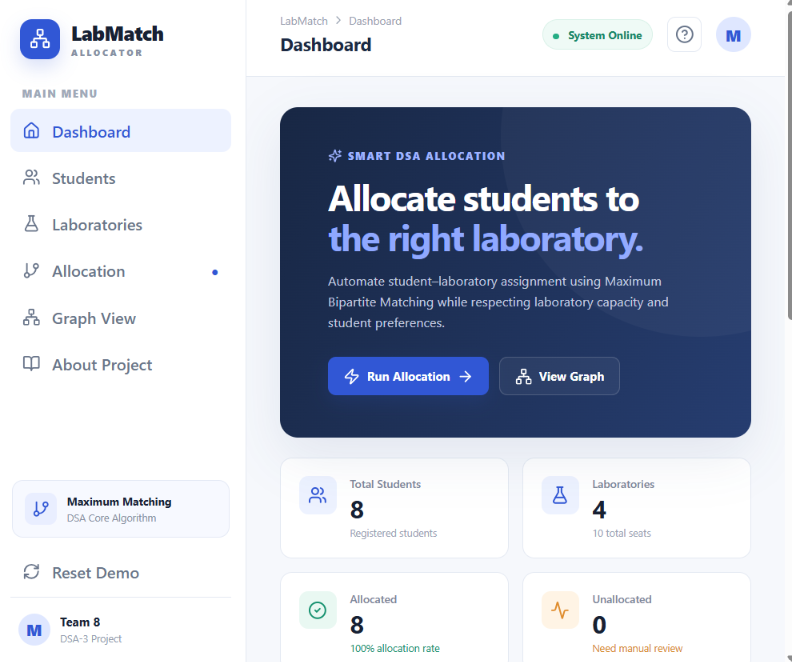 LabMatch
ALLOCATOR
MAIN MENU
Dashboard
Students
Laboratories
Allocation
Graph View
About Project
Maximum Matching
DSA Core Algorithm
Reset Demo
M
Team 8
DSA-3 Project
LabMatch > Dashboard
Dashboard
System Online
M
SMART DSA ALLOCATION
Allocate students to
the right laboratory.
Automate student–laboratory assignment using Maximum
Bipartite Matching while respecting laboratory capacity and
student preferences.
Run Allocation →
View Graph
Total Students
8
Registered students
Laboratories
4
10 total seats
Allocated
8
100% allocation rate
Unallocated
0
Need manual review